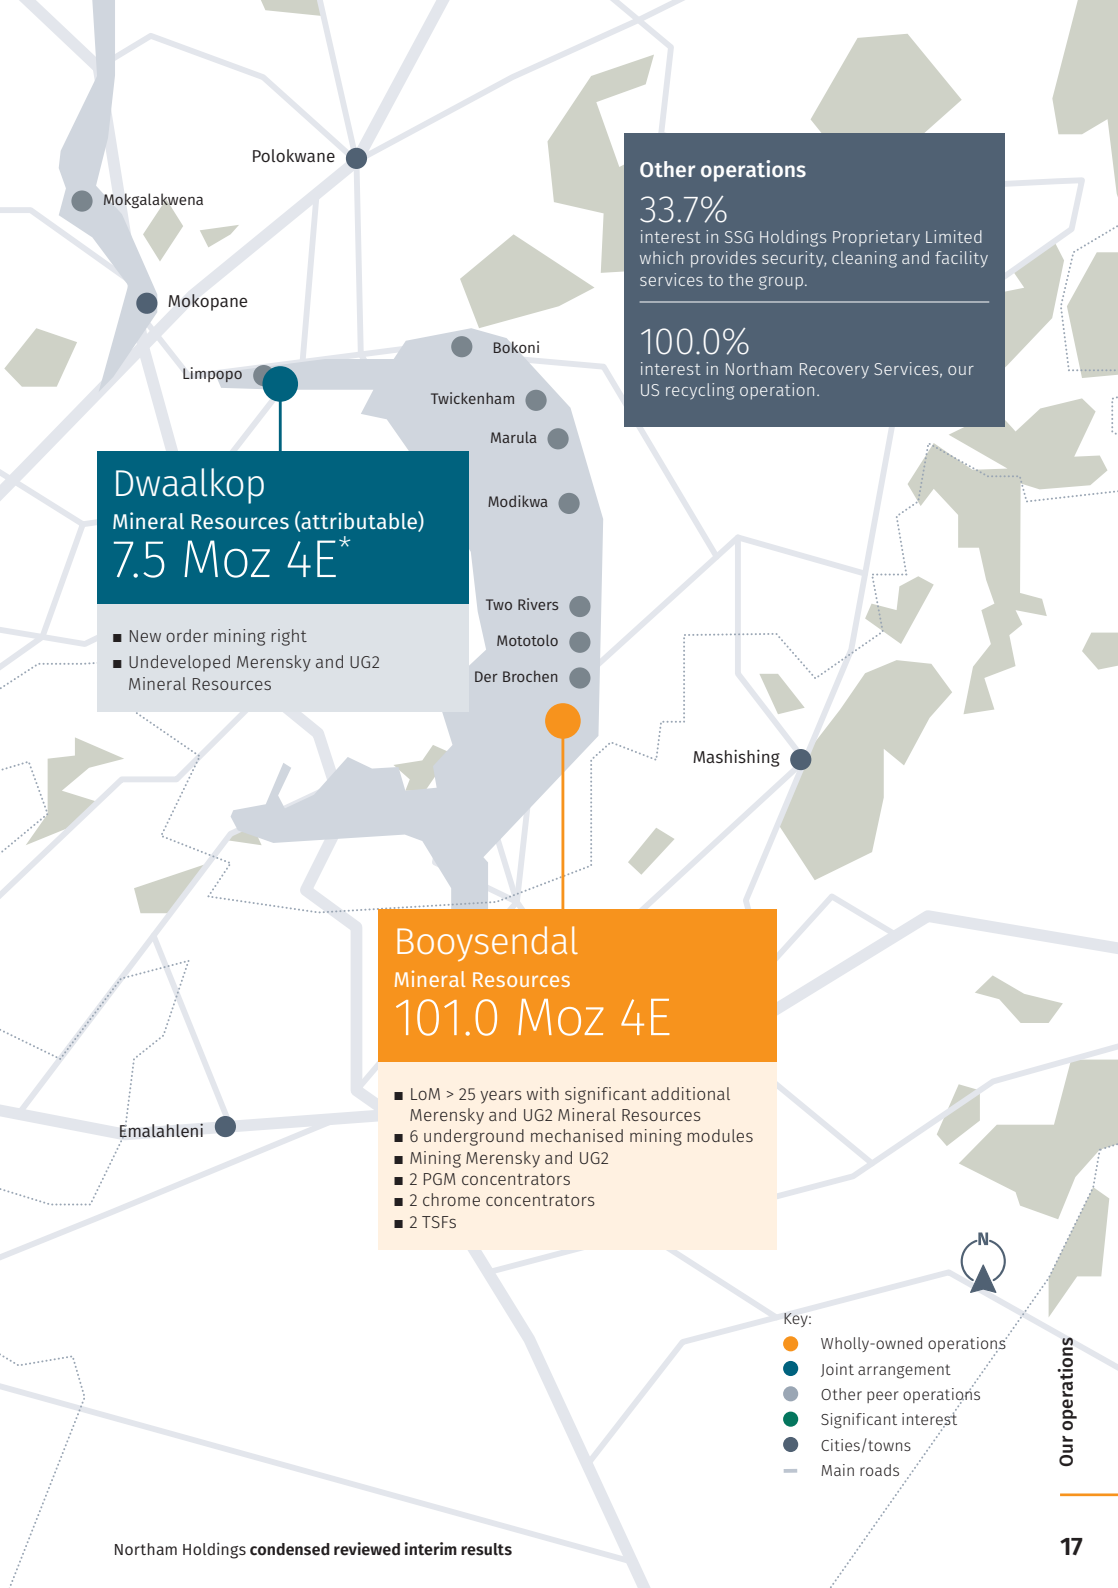 Polokwane
Mokgalakwena
Mokopane
Other operations
33.7%
interest in SSG Holdings Proprietary Limited
which provides security, cleaning and facility
services to the group.
100.0%
interest in Northam Recovery Services, our
US recycling operation.
Bokoni
Limpopo
Twickenham
Marula
Modikwa
Dwaalkop
Mineral Resources (attributable)
7.5 Moz 4E*
▪ New order mining right
▪ Undeveloped Merensky and UG2
Mineral Resources
Two Rivers
Mototolo
Der Brochen
Mashishing
Booysendal
Mineral Resources
101.0 Moz 4E
▪ LoM > 25 years with significant additional
Merensky and UG2 Mineral Resources
▪ 6 underground mechanised mining modules
▪ Mining Merensky and UG2
▪ 2 PGM concentrators
▪ 2 chrome concentrators
▪ 2 TSFs
Emalahleni
N
Key:
Wholly-owned operations
Joint arrangement
Other peer operations
Significant interest
Cities/towns
Main roads
Our operations
Northam Holdings condensed reviewed interim results
17